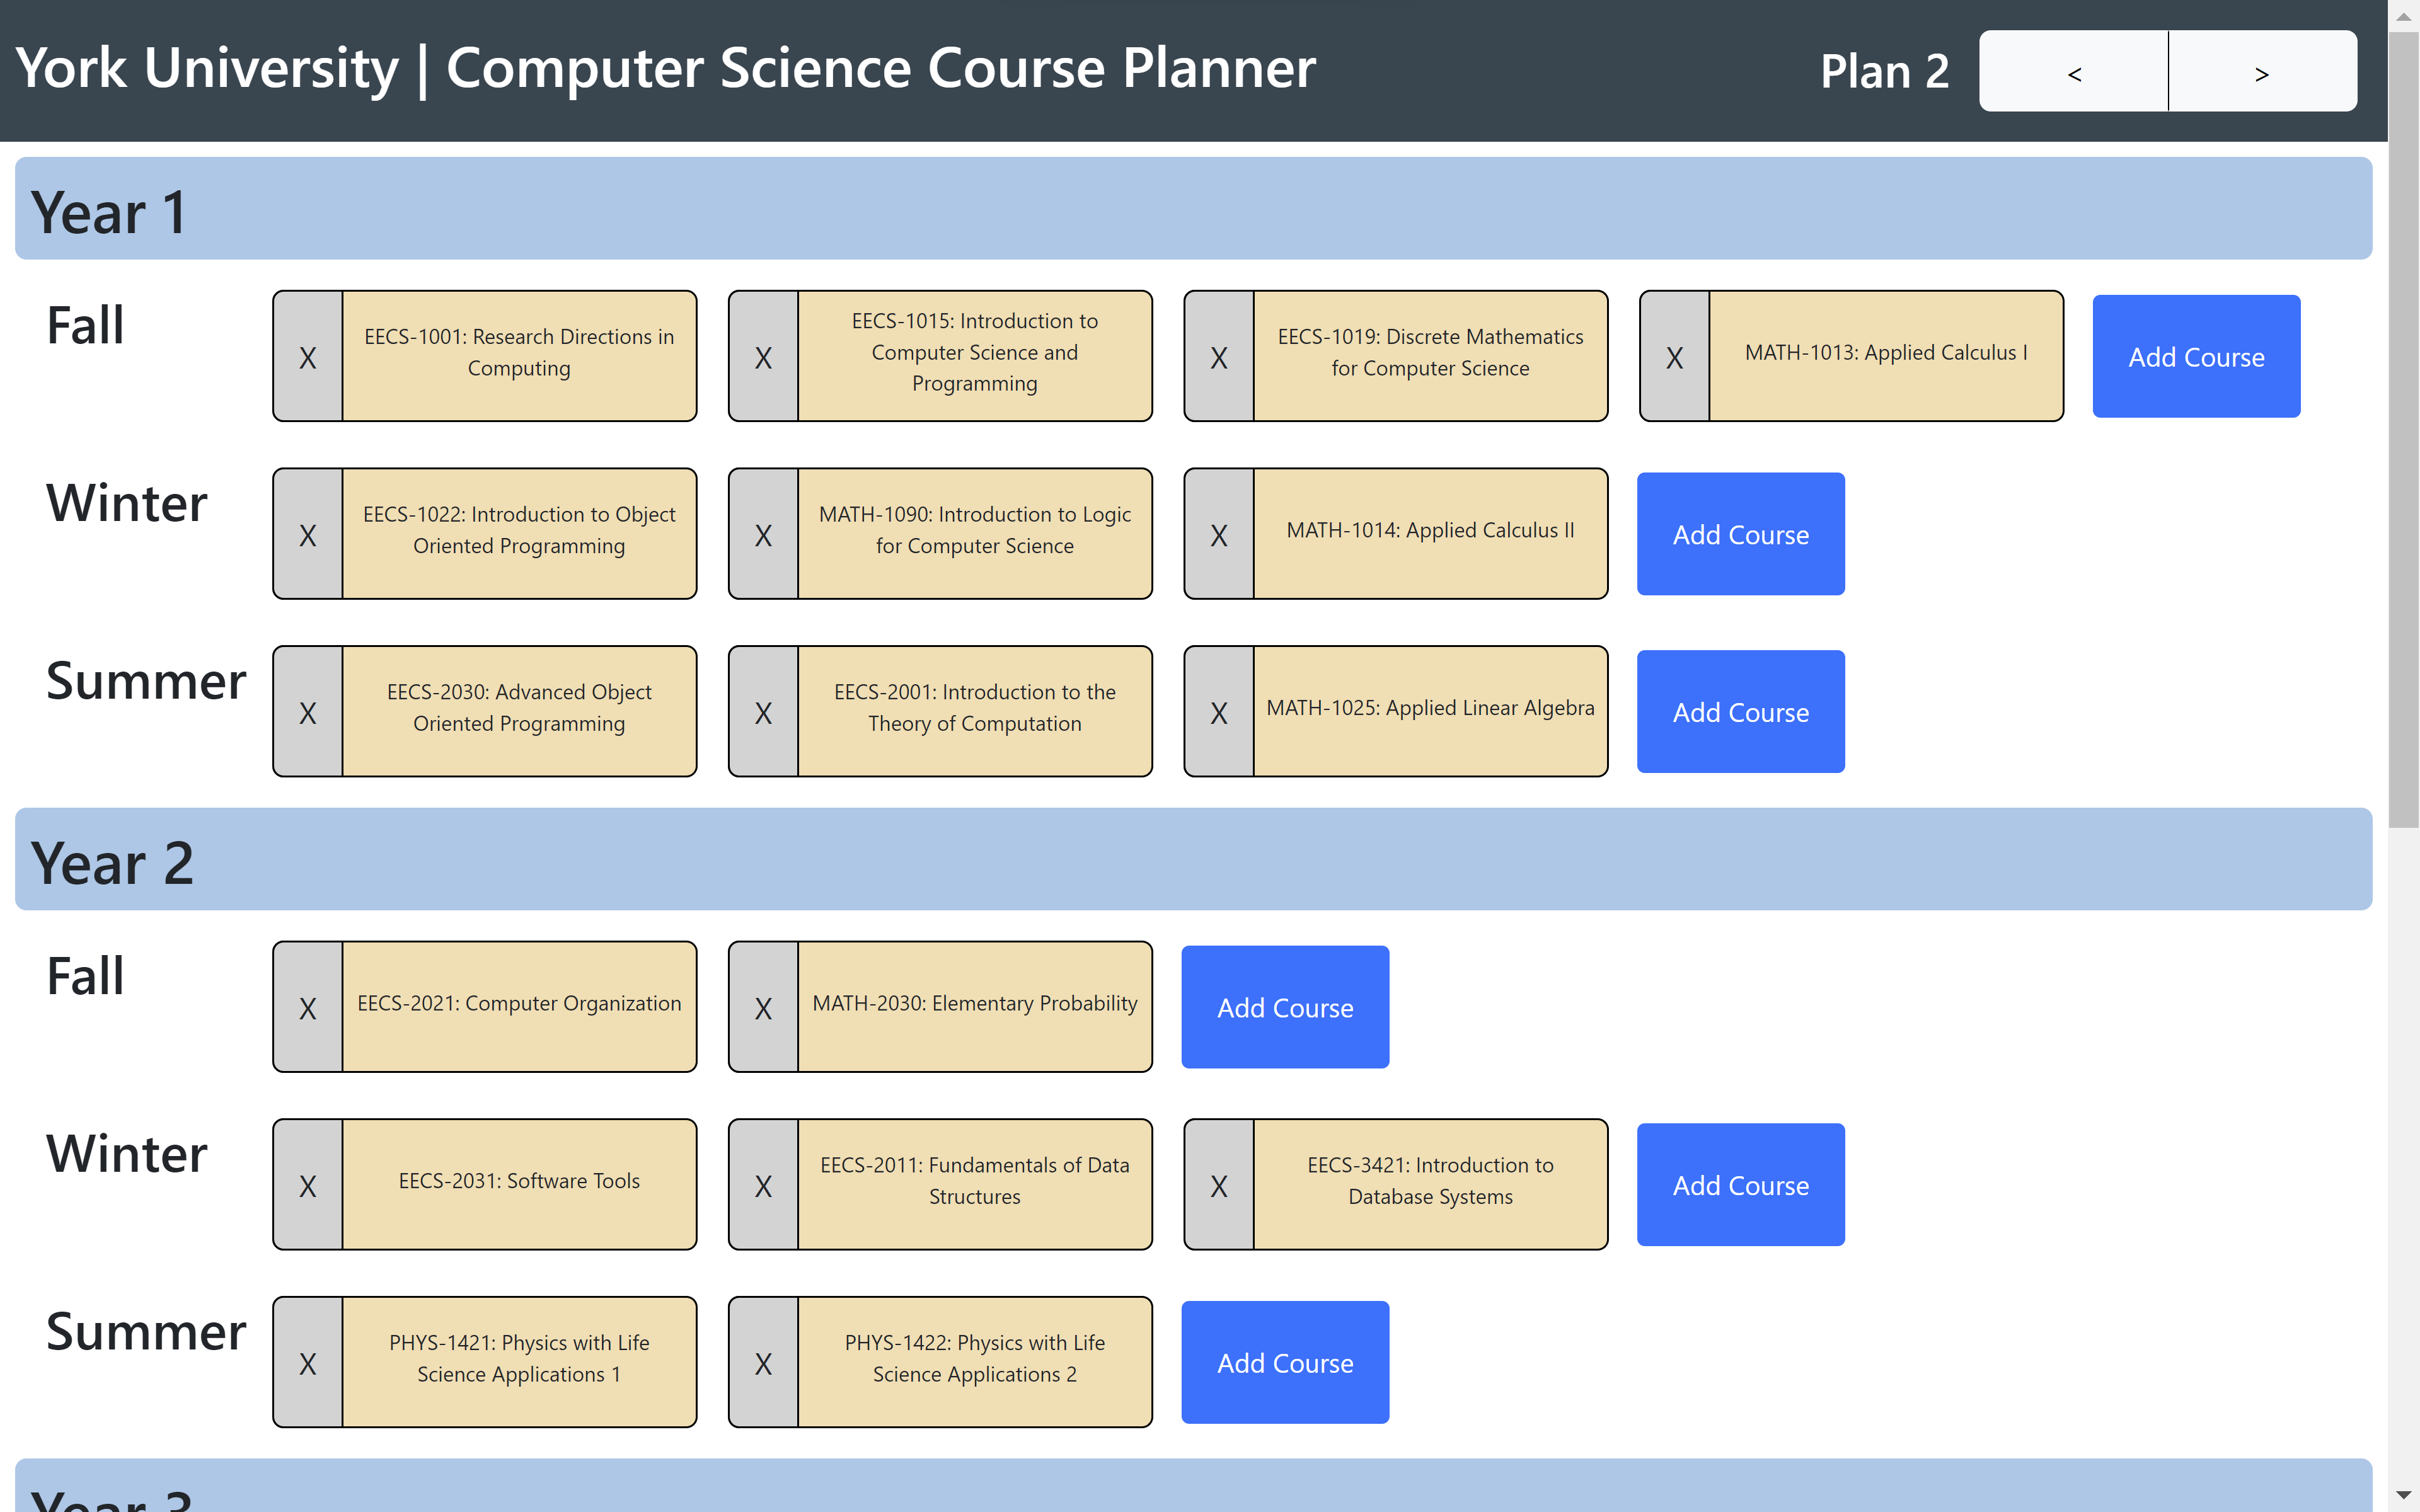 York University | Computer Science Course Planner
Plan 2
<
>
Year 1
Fall
X
EECS-1001: Research Directions in
Computing
X
EECS-1015: Introduction to
Computer Science and
Programming
X
EECS-1019: Discrete Mathematics
for Computer Science
X
MATH-1013: Applied Calculus I
Add Course
Winter
X
EECS-1022: Introduction to Object
Oriented Programming
X
MATH-1090: Introduction to Logic
for Computer Science
X
MATH-1014: Applied Calculus II
Add Course
Summer
X
EECS-2030: Advanced Object
Oriented Programming
X
EECS-2001: Introduction to the
Theory of Computation
X
MATH-1025: Applied Linear Algebra
Add Course
Year 2
Fall
X
EECS-2021: Computer Organization
X
MATH-2030: Elementary Probability
Add Course
Winter
X
EECS-2031: Software Tools
X
EECS-2011: Fundamentals of Data
Structures
X
EECS-3421: Introduction to
Database Systems
Add Course
Summer
X
PHYS-1421: Physics with Life
Science Applications 1
X
PHYS-1422: Physics with Life
Science Applications 2
Add Course
Year 3